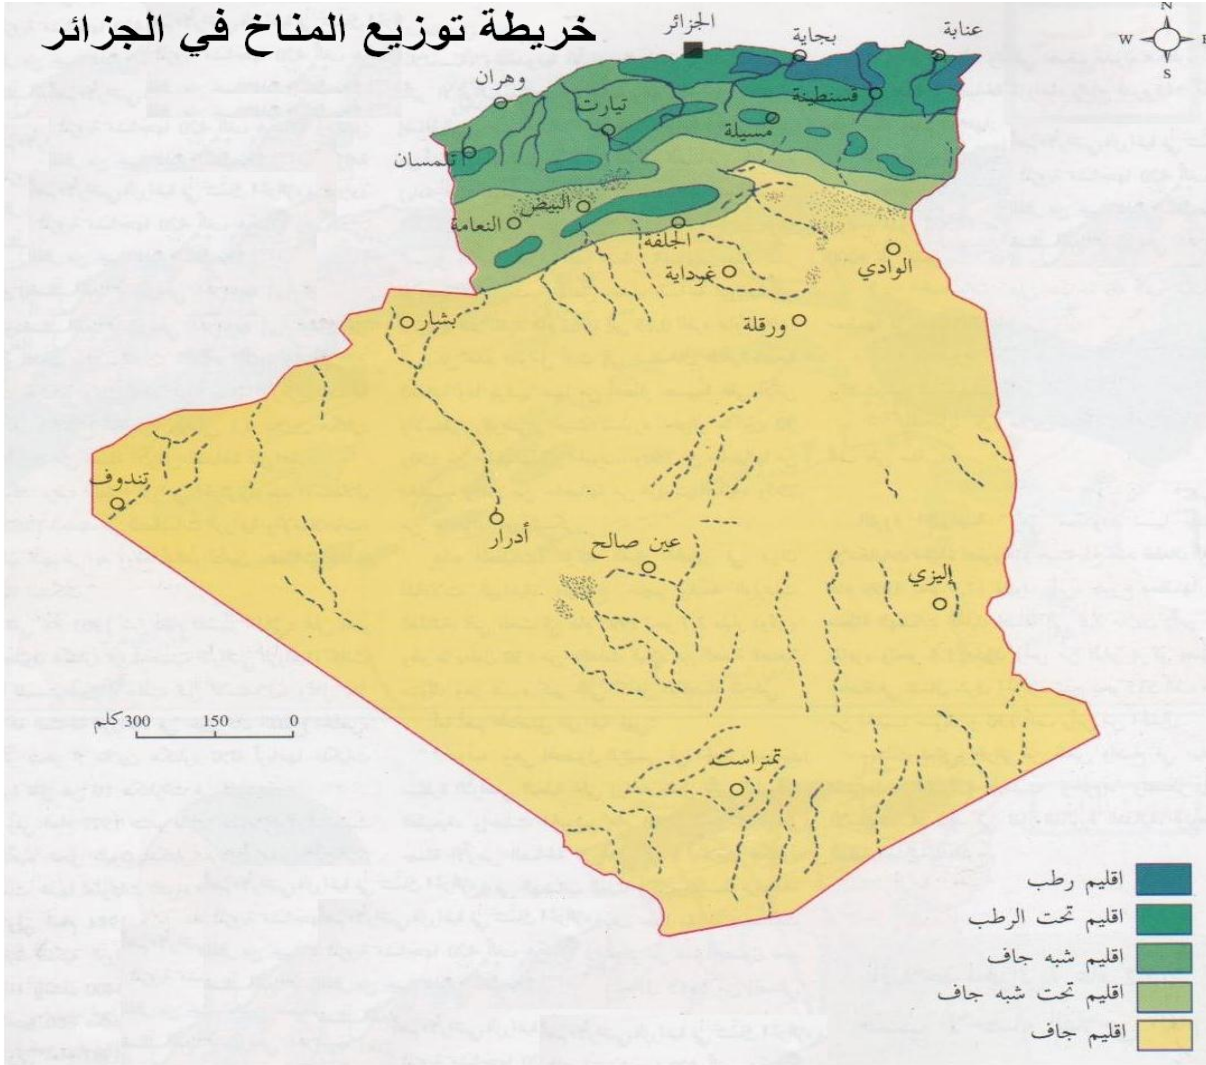 خريطة توزيع المناخ في الجزائر
الجزائر
بجاية
عنابة
N
W
S
وهران
تيارت
قسنطينة
مسيلة
تلمسان
البيض
النعامة
الجلفه
الوادي
غرداية
ورقلة
بشار
تندوف
أدرار
عين صالح
إليزي
تمنراست
كلم 300 150 0
اقليم رطب
اقليم تحت الرطب
اقليم شبه جاف
اقليم تحت شبه جاف
اقليم جاف